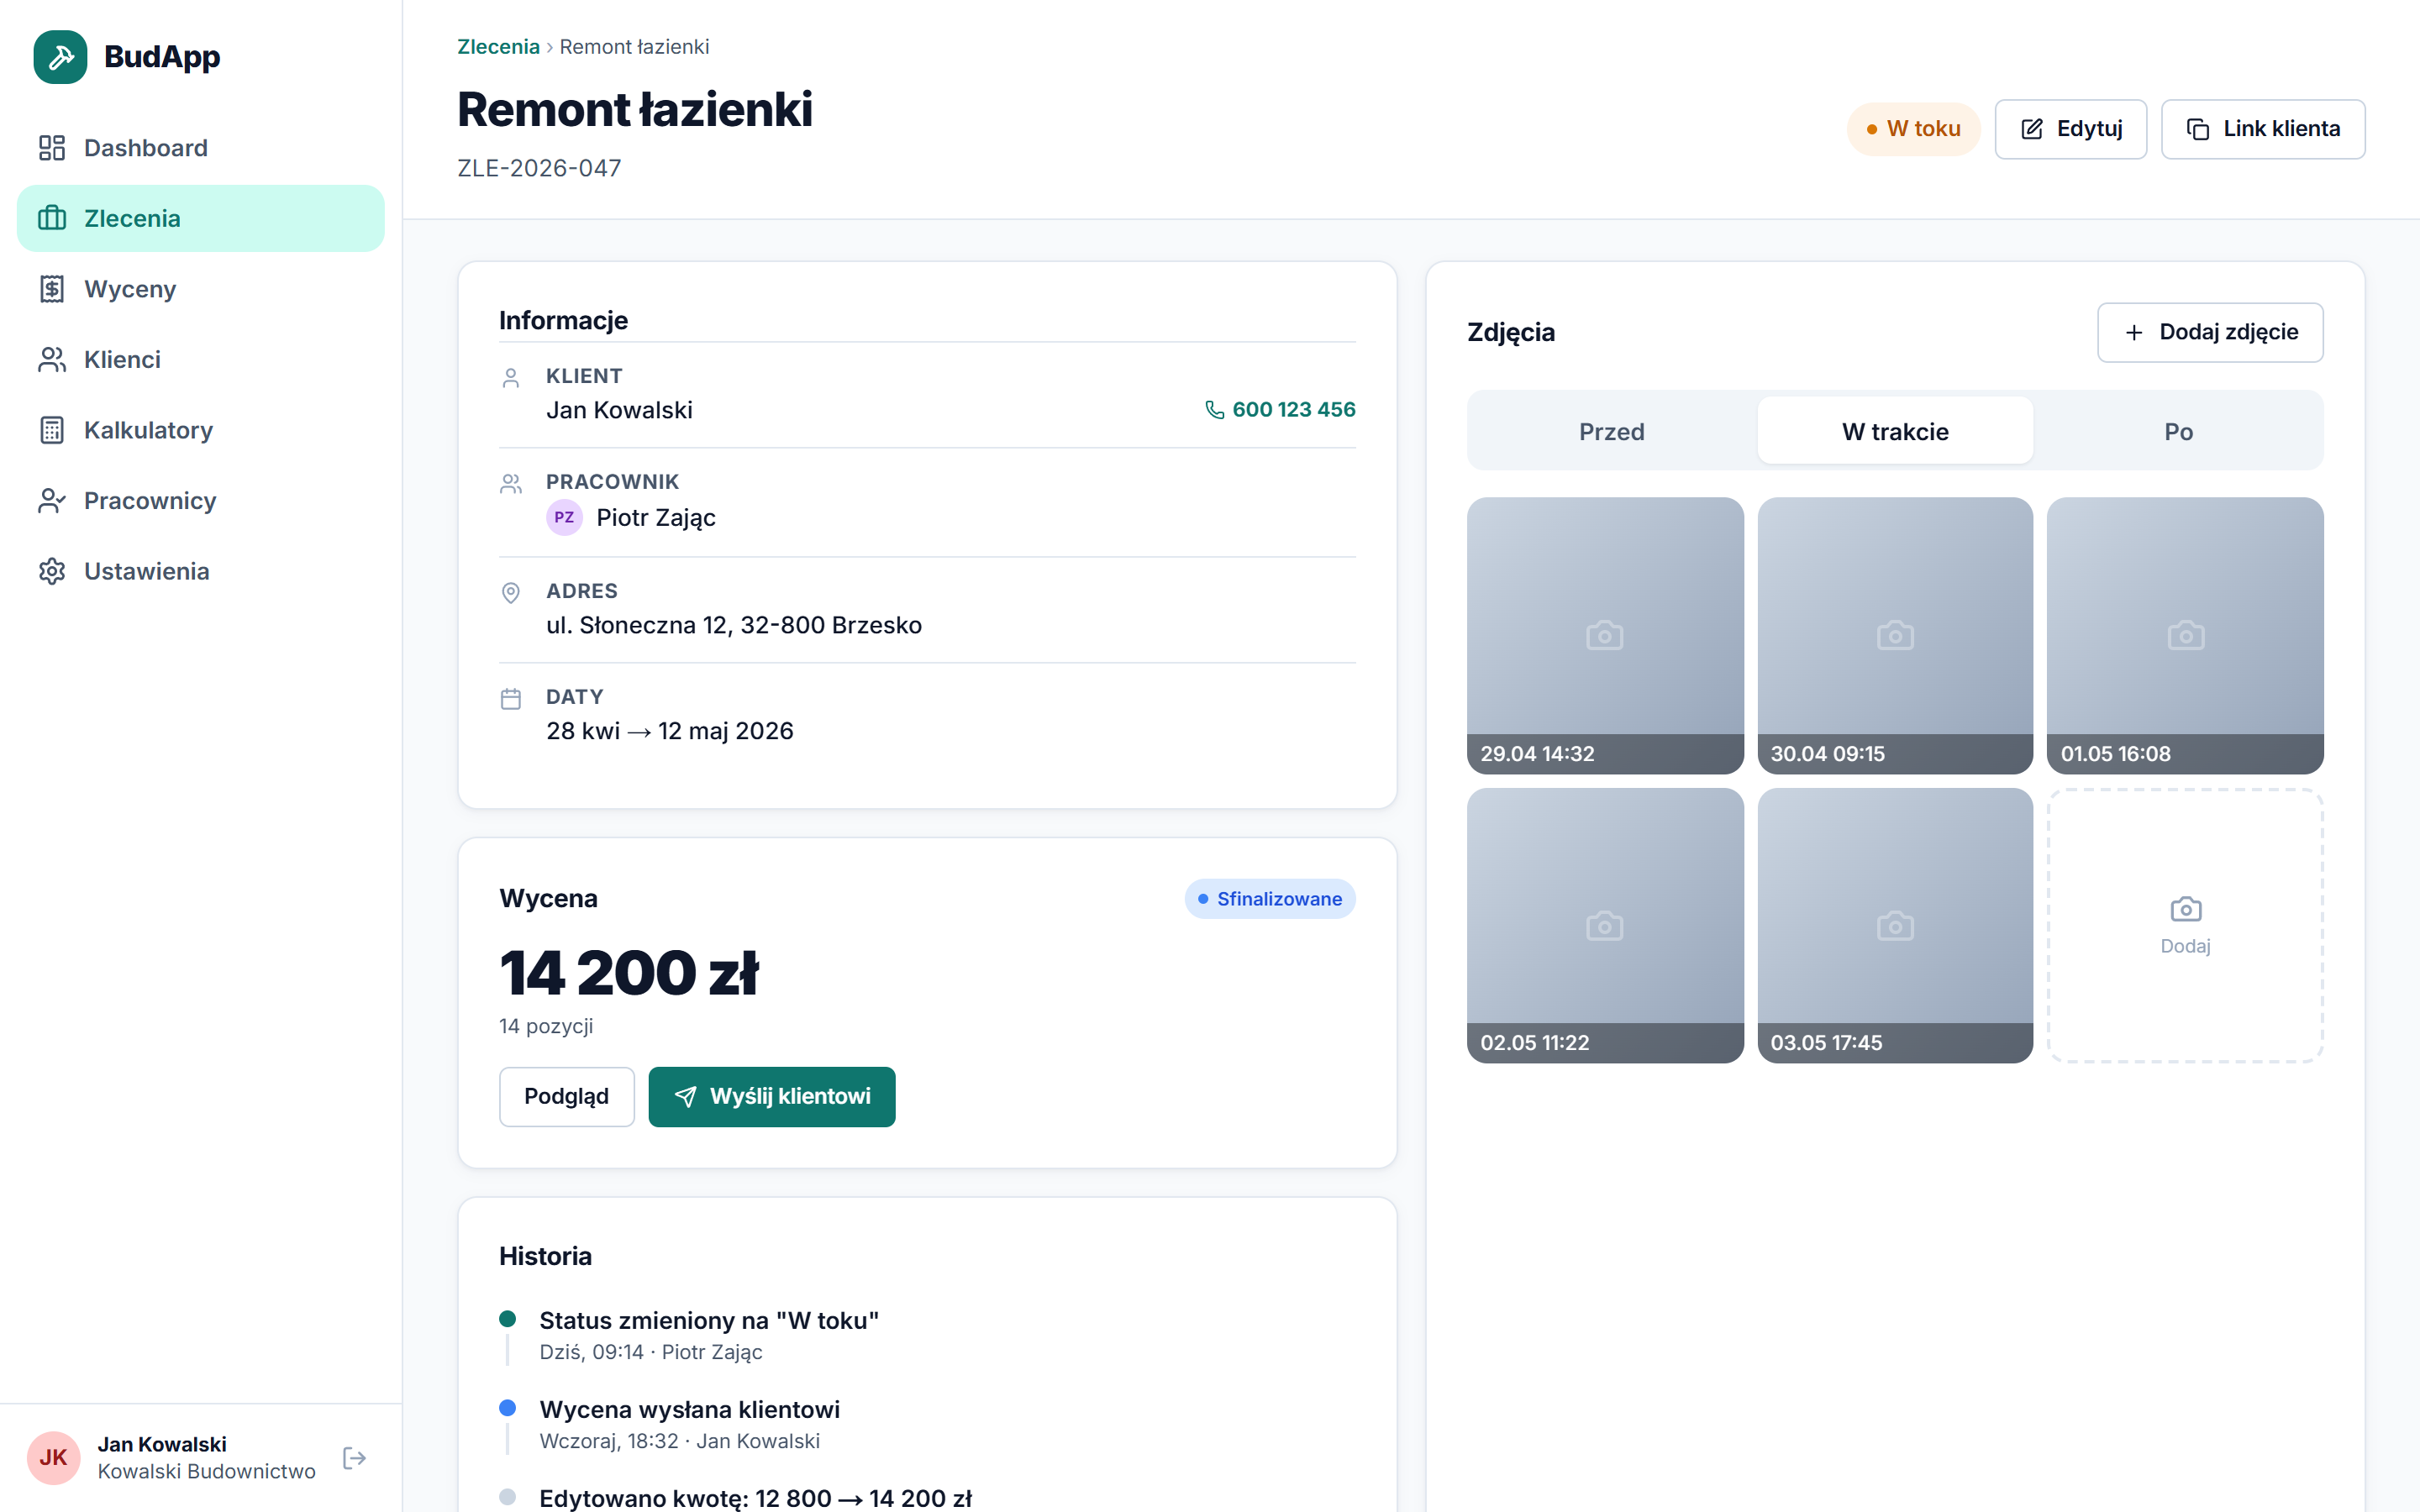 BudApp
Dashboard
Zlecenia
Wyceny
Klienci
Kalkulatory
Pracownicy
Ustawienia
JK
Jan Kowalski
Kowalski Budownictwo
Zlecenia › Remont łazienki
Remont łazienki
ZLE-2026-047
W toku
Edytuj
Link klienta
Informacje
KLIENT
Jan Kowalski
600 123 456
PRACOWNIK
PZ Piotr Zając
ADRES
ul. Słoneczna 12, 32-800 Brzesko
DATY
28 kwi → 12 maj 2026
Wycena
Sfinalizowane
14 200 zł
14 pozycji
Podgląd
Wyślij klientowi
Historia
Status zmieniony na "W toku"
Dziś, 09:14 · Piotr Zając
Wycena wysłana klientowi
Wczoraj, 18:32 · Jan Kowalski
Edytowano kwotę: 12 800 → 14 200 zł
Zdjęcia
Dodaj zdjęcie
Przed
W trakcie
Po
29.04 14:32
30.04 09:15
01.05 16:08
02.05 11:22
03.05 17:45
Dodaj